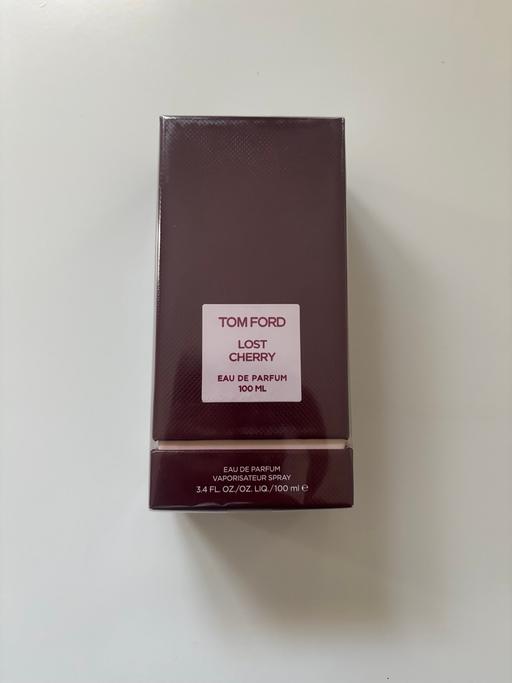 TOM FORD
LOST
CHERRY
EAU DE PARFUM
100 ML
EAU DE PARFUM
VAPORISATEUR SPRAY
3.4 FL. OZ./OZ. LIQ./100 ml ℮